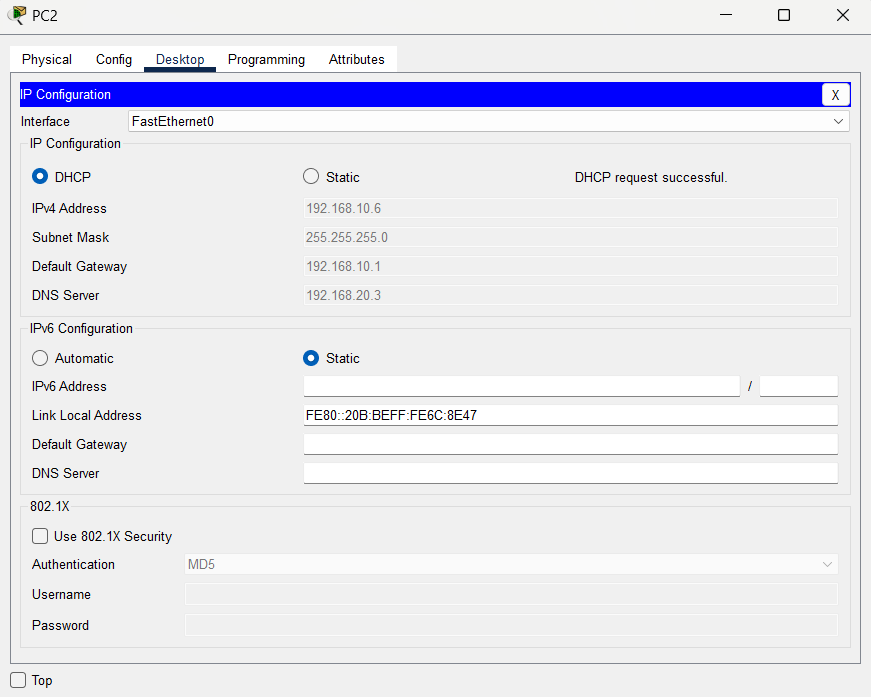 PC2
Physical Config Desktop Programming Attributes
IP Configuration X
Interface FastEthernet0
IP Configuration
DHCP Static DHCP request successful.
IPv4 Address 192.168.10.6
Subnet Mask 255.255.255.0
Default Gateway 192.168.10.1
DNS Server 192.168.20.3
IPv6 Configuration
Automatic Static
IPv6 Address /
Link Local Address FE80::20B:BEFF:FE6C:8E47
Default Gateway
DNS Server
802.1X
Use 802.1X Security
Authentication MD5
Username
Password
Top